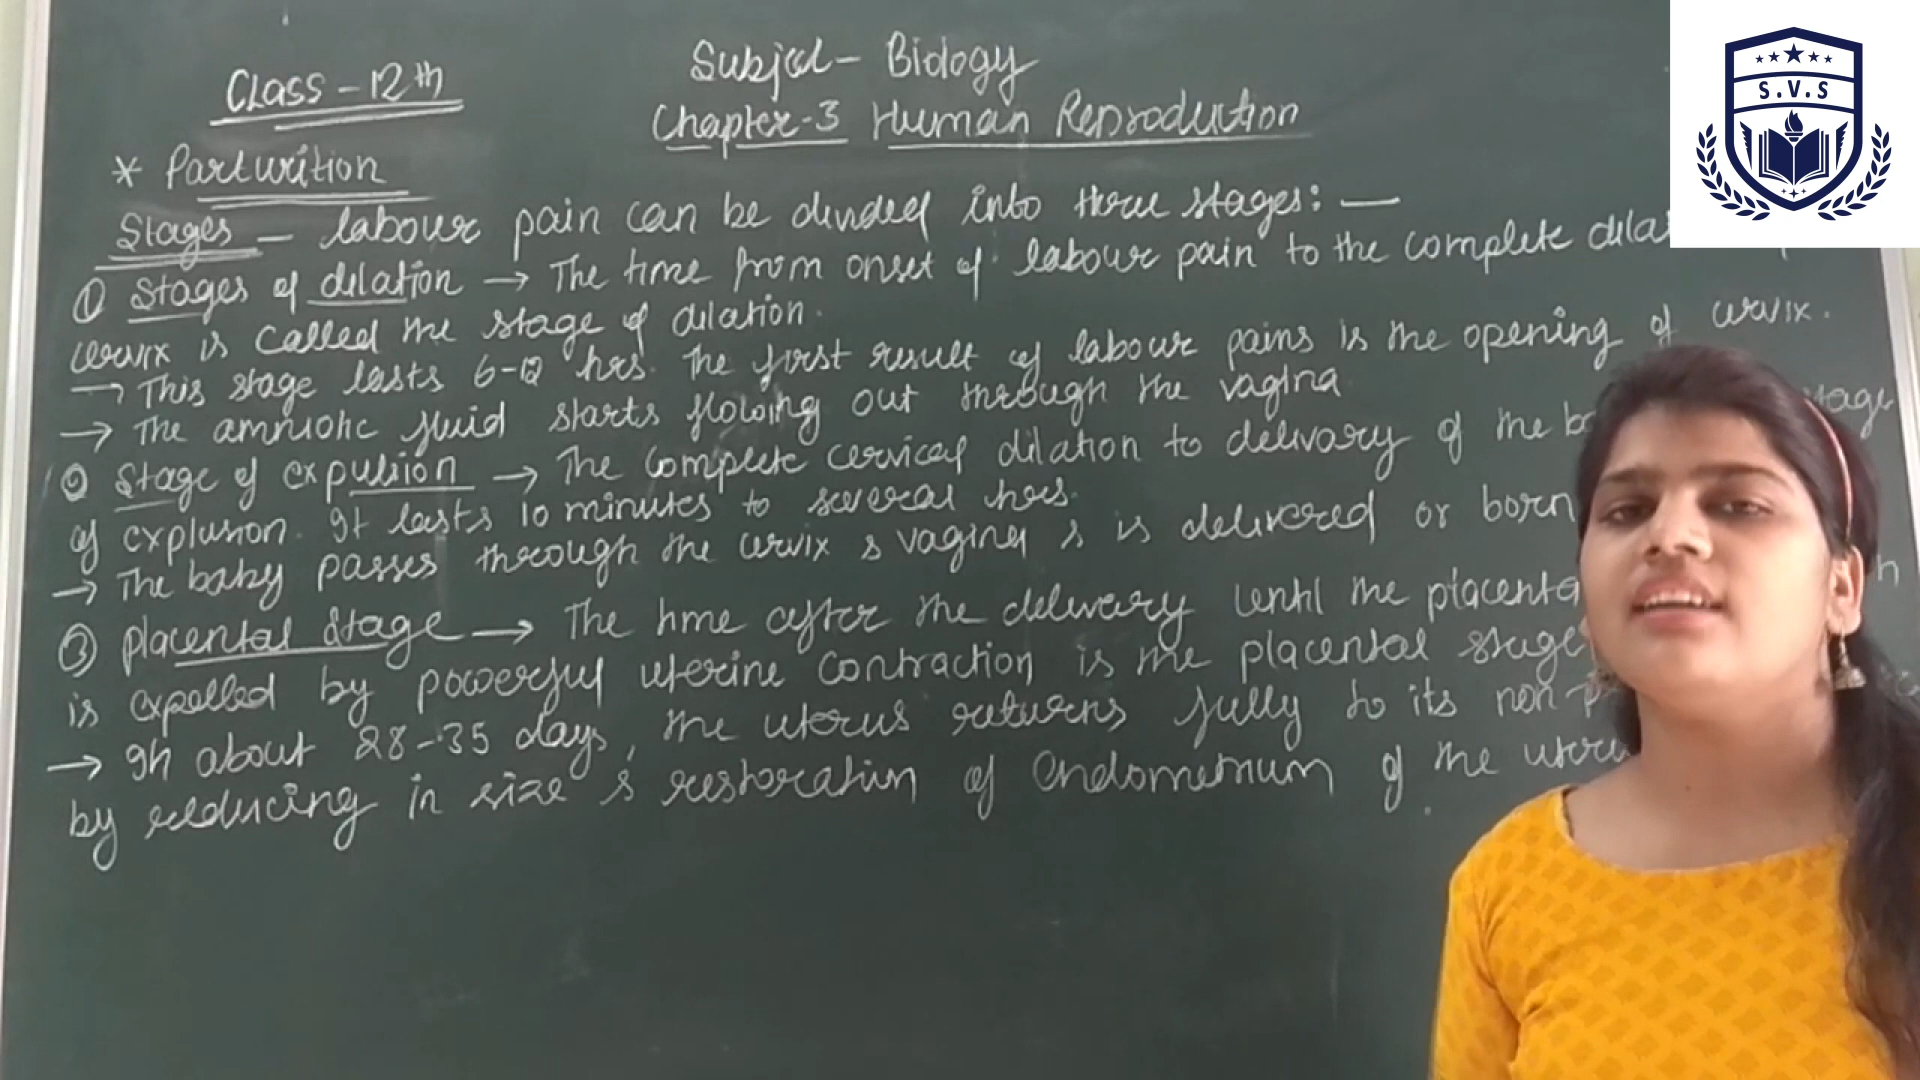 Class - 12th
Subject - Biology
Chapter-3 Human Reproduction
* Parturition
Stages - labour pain can be divided into three stages: —
① Stages of dilation → The time from onset of labour pain to the complete
cervix is called the stage of dilation.
→ This stage lasts 6-12 hrs. The first result of labour pains is the opening of cervix.
→ The amniotic fluid starts flowing out through the vagina
② Stage of expulsion → The complete cervical dilation to delivery of the stage
of explusion. It lasts 10 minutes to several hrs.
→ The baby passes through the cervix & vagina & is delivered or born
③ placental stage → The time after the delivery until the placenta
is expelled by powerful uterine contraction is the placental stage
→ In about 28-35 days, the uterus returns fully to its non-
by reducing in size & restoration of endometrium of the
S.V.S